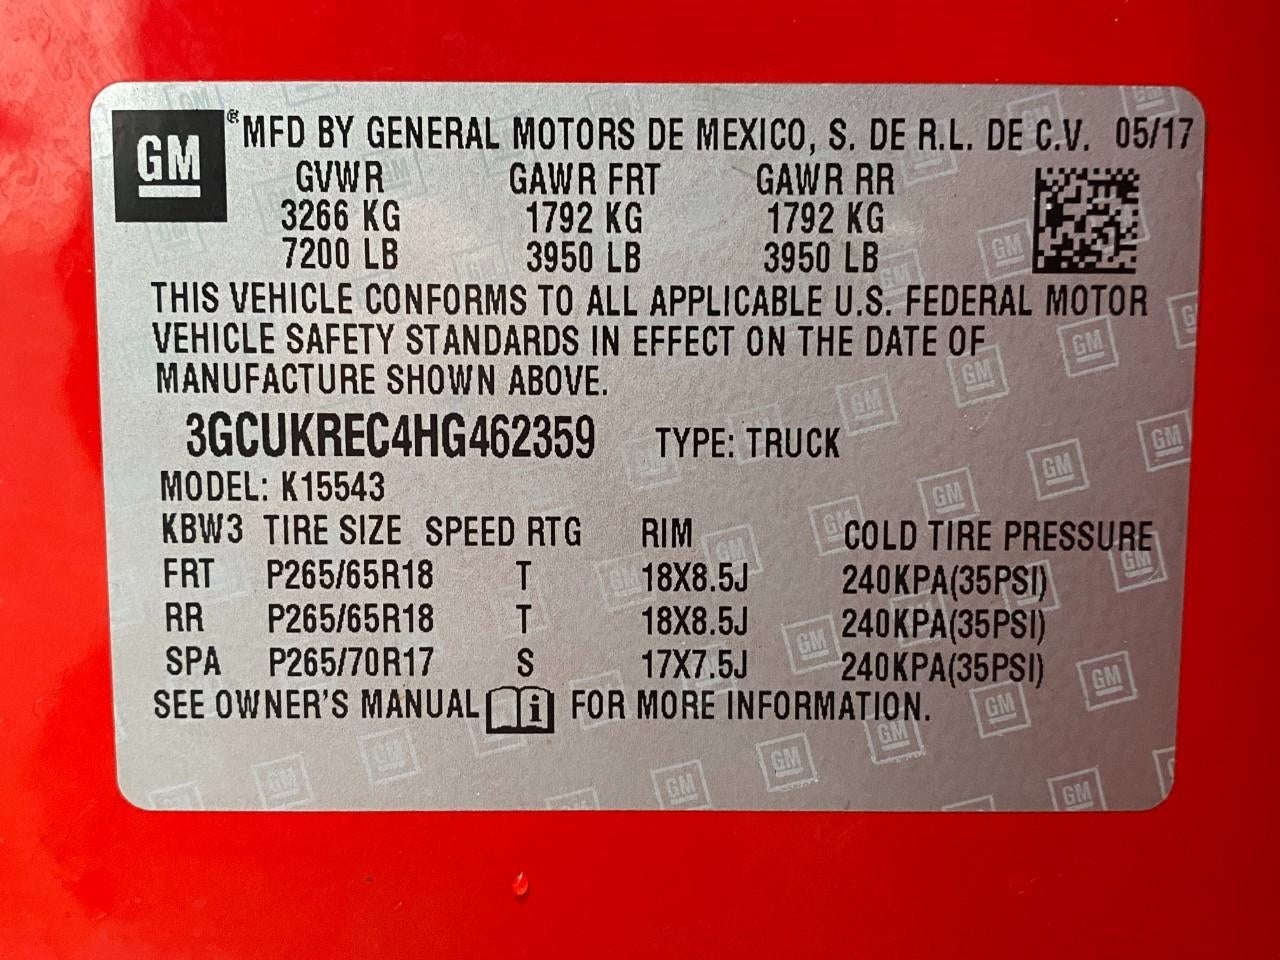 GM ® MFD BY GENERAL MOTORS DE MEXICO, S. DE R.L. DE C.V. 05/17
GVWR GAWR FRT GAWR RR
3266 KG 1792 KG 1792 KG
7200 LB 3950 LB 3950 LB
THIS VEHICLE CONFORMS TO ALL APPLICABLE U.S. FEDERAL MOTOR
VEHICLE SAFETY STANDARDS IN EFFECT ON THE DATE OF
MANUFACTURE SHOWN ABOVE.
3GCUKREC4HG462359 TYPE: TRUCK
MODEL: K15543
KBW3 TIRE SIZE SPEED RTG RIM COLD TIRE PRESSURE
FRT P265/65R18 T 18X8.5J 240KPA(35PSI)
RR P265/65R18 T 18X8.5J 240KPA(35PSI)
SPA P265/70R17 S 17X7.5J 240KPA(35PSI)
SEE OWNER'S MANUAL i FOR MORE INFORMATION.